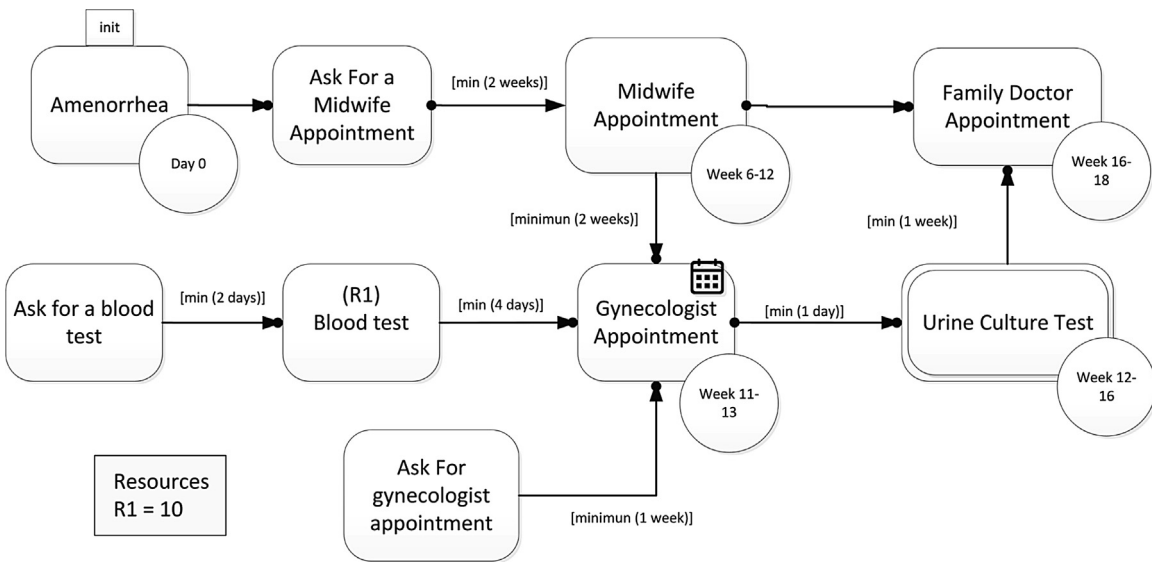 init
Amenorrhea
Day 0
Ask For a
Midwife
Appointment
[min (2 weeks)]
Midwife
Appointment
Week 6-12
Family Doctor
Appointment
Week 16-
18
[minimun (2 weeks)]
[min (1 week)]
Ask for a blood
test
[min (2 days)]
(R1)
Blood test
[min (4 days)]
Gynecologist
Appointment
Week 11-
13
[min (1 day)]
Urine Culture Test
Week 12-
16
Ask For
gynecologist
appointment
[minimun (1 week)]
Resources
R1 = 10